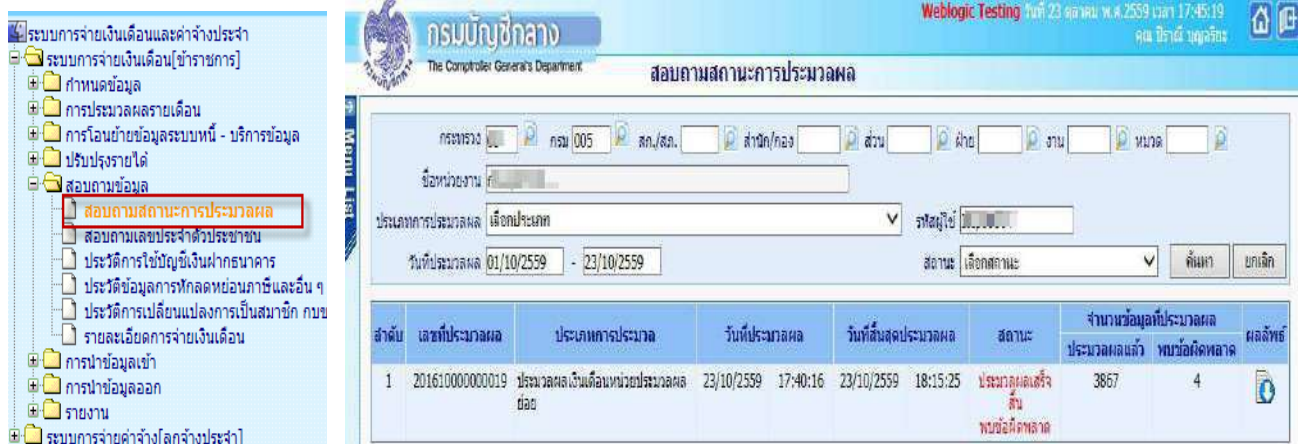 ระบบการจ่ายเงินเดือนและค่าจ้างประจำ
ระบบการจ่ายเงินเดือน[ข้าราชการ]
กำหนดข้อมูล
การประมวลผลรายเดือน
การโอนย้ายข้อมูลระบบหนี้ - บริการข้อมูล
ปรับปรุงรายได้
สอบถามข้อมูล
สอบถามสถานะการประมวลผล
สอบถามเลขประจำตัวประชาชน
ประวัติการใช้บัญชีเงินฝากธนาคาร
ประวัติข้อมูลการหักลดหย่อนภาษีและอื่น ๆ
ประวัติการเปลี่ยนแปลงการเป็นสมาชิก กบข
รายละเอียดการจ่ายเงินเดือน
การนำข้อมูลเข้า
การนำข้อมูลออก
รายงาน
ระบบการจ่ายค่าจ้าง[ลูกจ้างประจำ]
Weblogic Testing วันที่ 23 ตุลาคม พ.ศ.2559 เวลา 17:45:19
คุณ
กรมบัญชีกลาง
The Comptroller General's Department
สอบถามสถานะการประมวลผล
Menu List
กระทรวง กรม 005 สก./สภ. สำนัก/กอง ส่วน ฝ่าย งาน หมวด
ชื่อหน่วยงาน
ประเภทการประมวลผล เลือกประเภท รหัสผู้ใช้
วันที่ประมวลผล 01/10/2559 - 23/10/2559 สถานะ เลือกสถานะ ค้นหา ยกเลิก
ลำดับ เลขที่ประมวลผล ประเภทการประมวล วันที่ประมวลผล วันที่สิ้นสุดประมวลผล สถานะ จำนวนข้อมูลที่ประมวลผล ผลลัพธ์
ประมวลผลแล้ว พบข้อผิดพลาด
1 201610000000019 ประมวลผลเงินเดือนหน่วยประมวลผล 23/10/2559 17:40:16 23/10/2559 18:15:25 ประมวลผลเสร็จ 3867 4
ย่อย สิ้น
พบข้อผิดพลาด